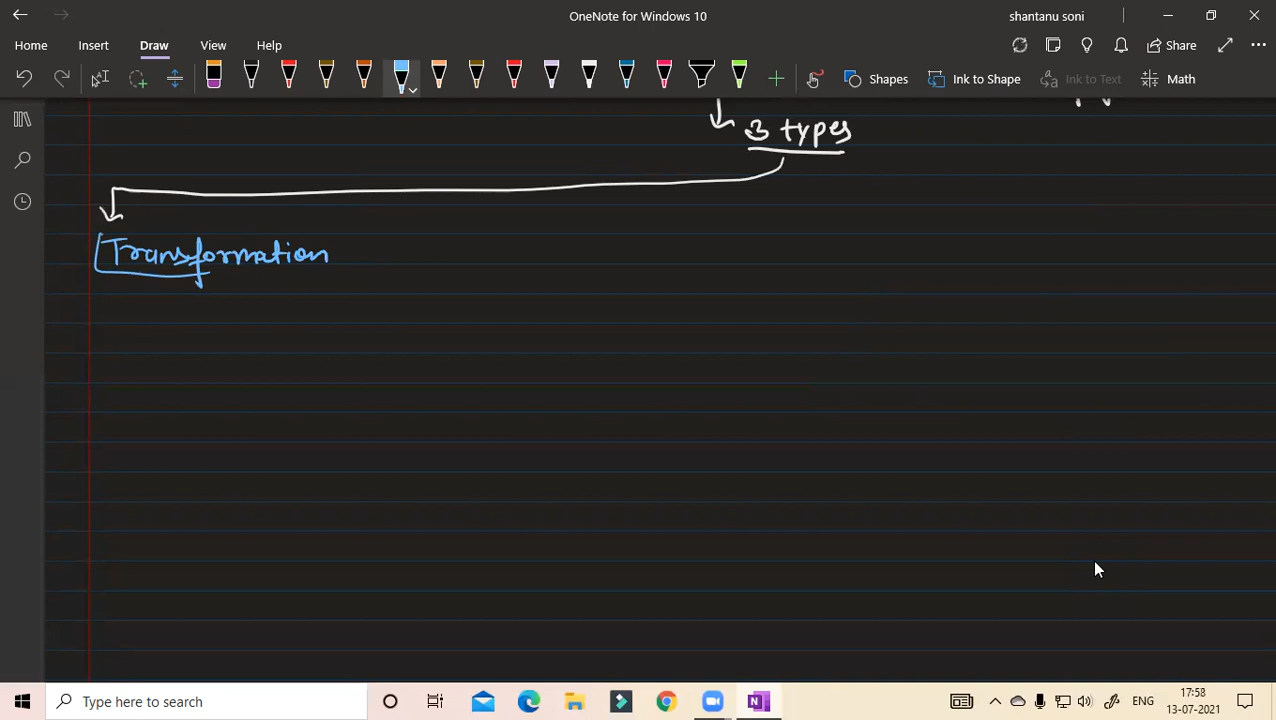 OneNote for Windows 10
shantanu soni
Home Insert Draw View Help
Share
Shapes
Ink to Shape
Ink to Text
Math
3 types
Transformation
Type here to search
ENG
17:58
13-07-2021